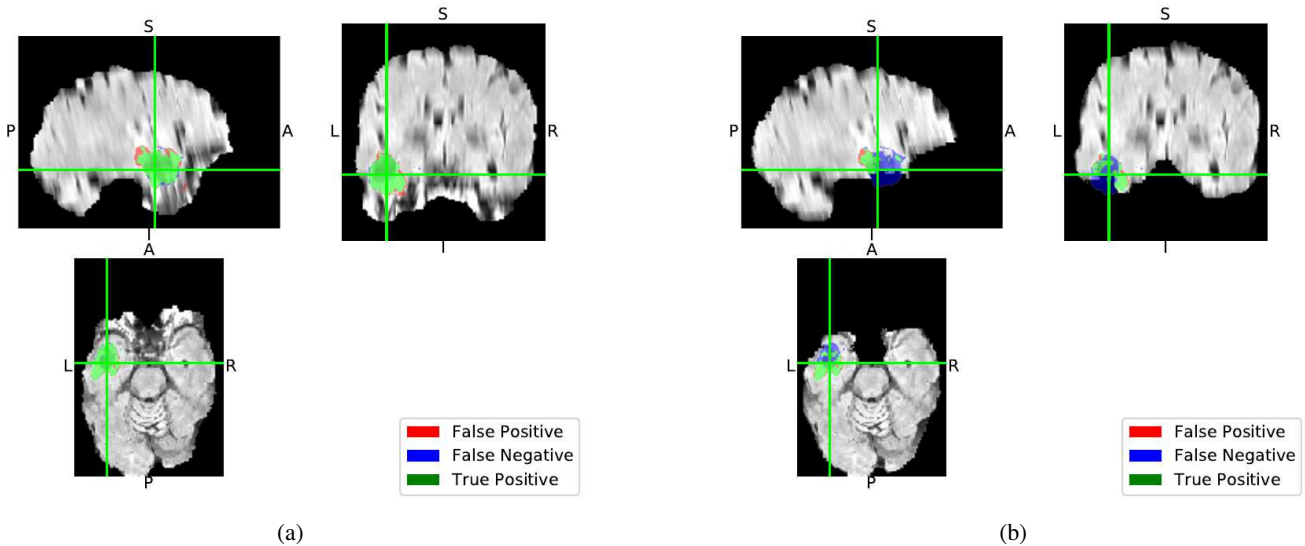 S
S
P
A
L
R
I
I
A
L
R
P
False Positive
False Negative
True Positive
(a)
S
S
P
A
L
R
I
I
A
L
R
P
False Positive
False Negative
True Positive
(b)